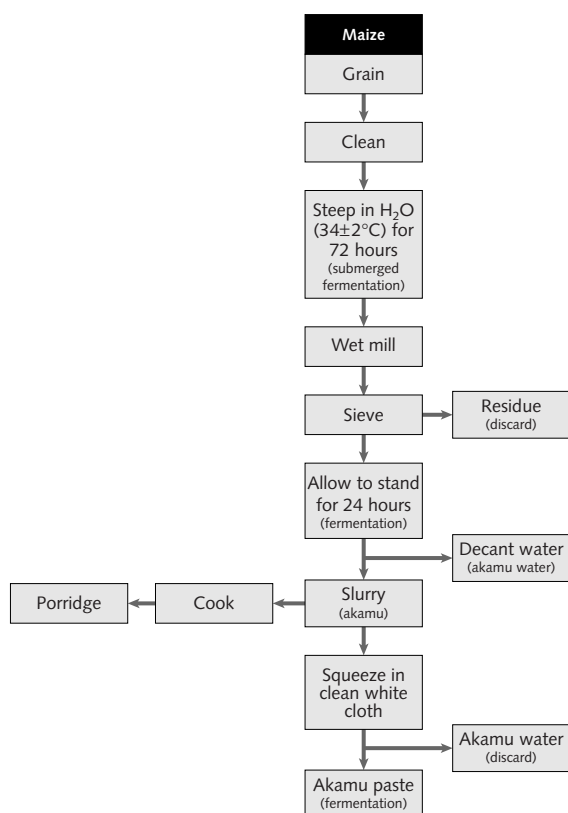 Maize
Grain
Clean
Steep in H₂O
(34±2°C) for
72 hours
(submerged
fermentation)
Wet mill
Sieve
Residue
(discard)
Allow to stand
for 24 hours
(fermentation)
Decant water
(akamu water)
Porridge
Cook
Slurry
(akamu)
Squeeze in
clean white
cloth
Akamu water
(discard)
Akamu paste
(fermentation)